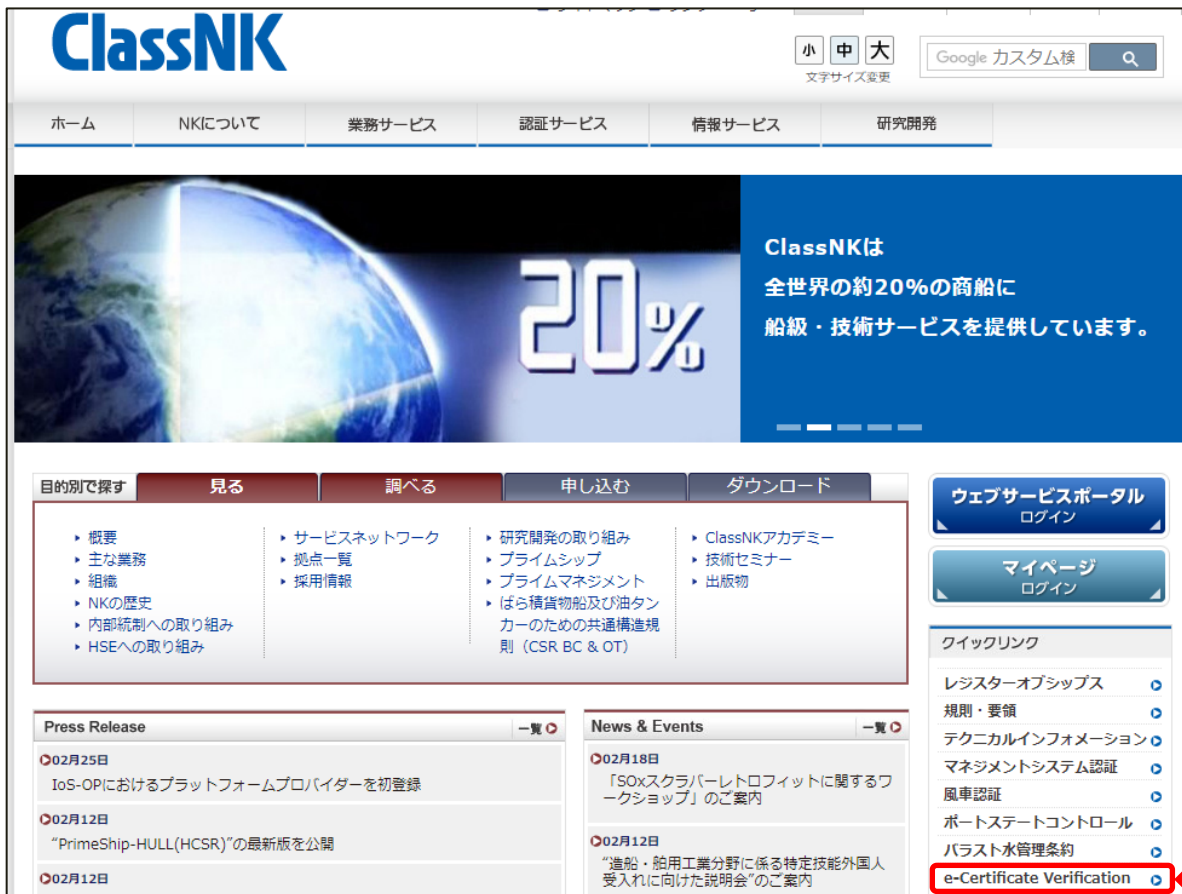 ClassNK
小 中 大
文字サイズ変更
Google カスタム検
ホーム NKについて 業務サービス 認証サービス 情報サービス 研究開発
20%
ClassNKは
全世界の約20%の商船に
船級・技術サービスを提供しています。
目的別で探す 見る 調べる 申し込む ダウンロード
概要
主な業務
組織
NKの歴史
内部統制への取り組み
HSEへの取り組み
サービスネットワーク
拠点一覧
採用情報
研究開発の取り組み
プライムシップ
プライムマネジメント
ばら積貨物船及び油タン
カーのための共通構造規
則（CSR BC & OT）
ClassNKアカデミー
技術セミナー
出版物
ウェブサービスポータル
ログイン
マイページ
ログイン
クイックリンク
レジスターオブシップス
規則・要領
テクニカルインフォメーション
マネジメントシステム認証
風車認証
ポートステートコントロール
バラスト水管理条約
e-Certificate Verification
Press Release 一覧
02月25日
IoS-OPにおけるプラットフォームプロバイダーを初登録
02月12日
“PrimeShip-HULL(HCSR)”の最新版を公開
02月12日
News & Events 一覧
02月18日
「SOxスクラバーレトロフィットに関するワ
ークショップ」のご案内
02月12日
“造船・舶用工業分野に係る特定技能外国人
受入れに向けた説明会”のご案内